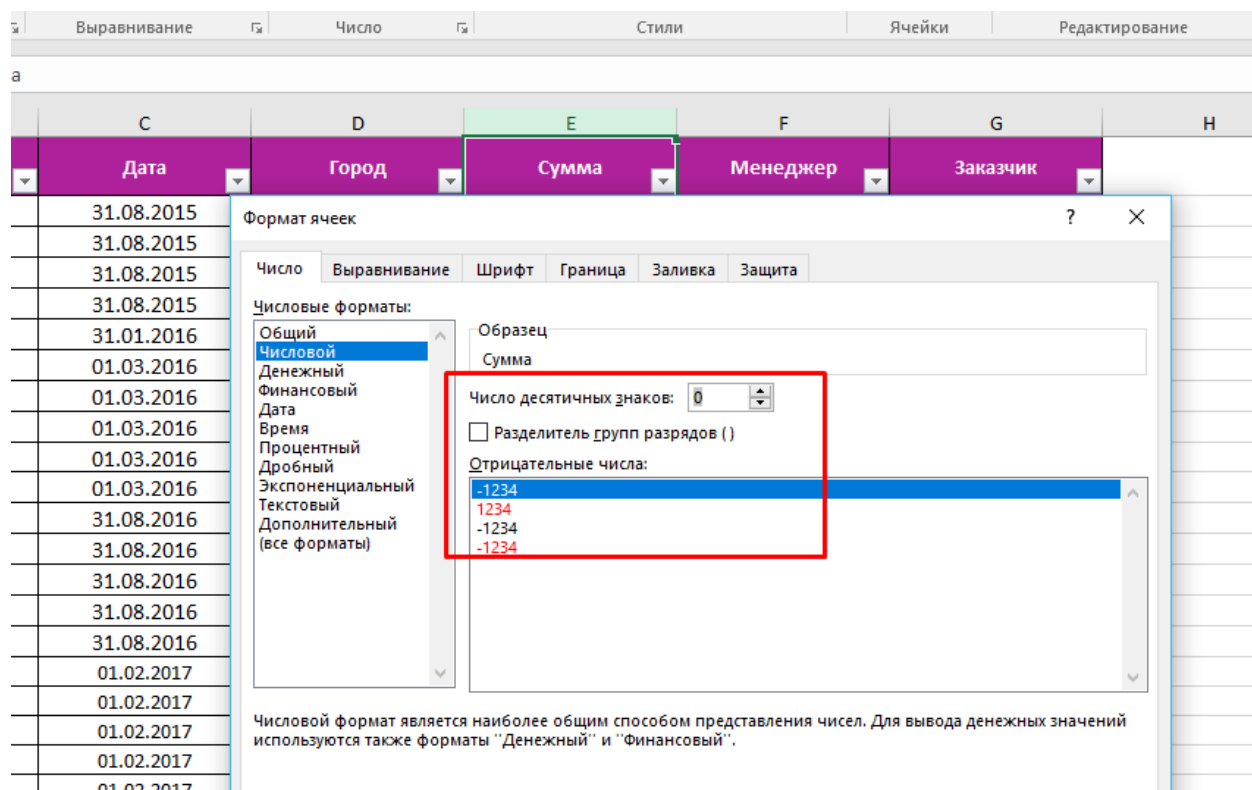 Выравнивание Число Стили Ячейки Редактирование
а
C D E F G H
Дата Город Сумма Менеджер Заказчик
31.08.2015
Формат ячеек ? ✕
31.08.2015
31.08.2015
Число Выравнивание Шрифт Граница Заливка Защита
31.08.2015
Числовые форматы:
31.01.2016
Общий
Образец
Числовой
Сумма
01.03.2016
Денежный
Финансовый
01.03.2016
Число десятичных знаков: 0
Дата
Время
01.03.2016
Разделитель групп разрядов ( )
Процентный
01.03.2016
Дробный
Отрицательные числа:
Экспоненциальный
01.03.2016
-1234
Текстовый
1234
31.08.2016
Дополнительный
-1234
(все форматы)
-1234
31.08.2016
31.08.2016
31.08.2016
31.08.2016
01.02.2017
01.02.2017
Числовой формат является наиболее общим способом представления чисел. Для вывода денежных значений
01.02.2017
используются также форматы "Денежный" и "Финансовый".
01.02.2017
01.02.2017